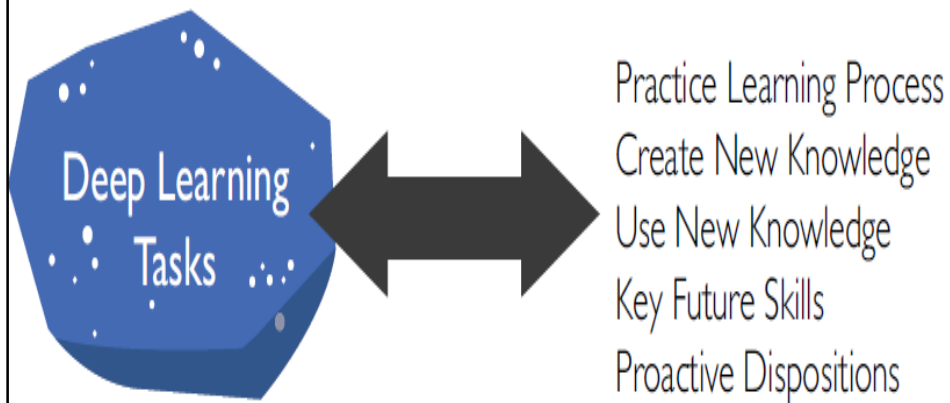 Deep Learning
Tasks
Practice Learning Process
Create New Knowledge
Use New Knowledge
Key Future Skills
Proactive Dispositions